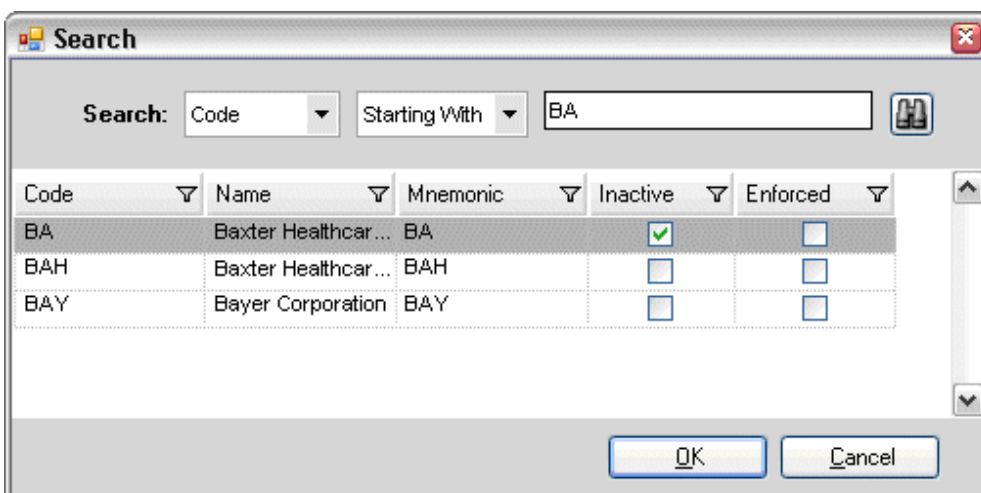 Search
Search: Code Starting With BA
Code Name Mnemonic Inactive Enforced
BA Baxter Healthcar... BA
BAH Baxter Healthcar... BAH
BAY Bayer Corporation BAY
OK Cancel